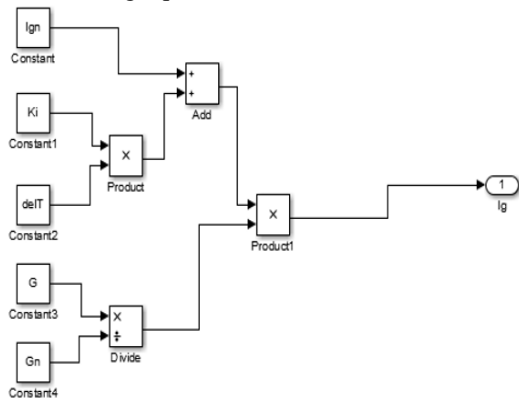 Ign
Constant
+
+
Add
Ki
Constant1
X
Product
delT
Constant2
X
Product1
1
Ig
G
Constant3
X
÷
Divide
Gn
Constant4